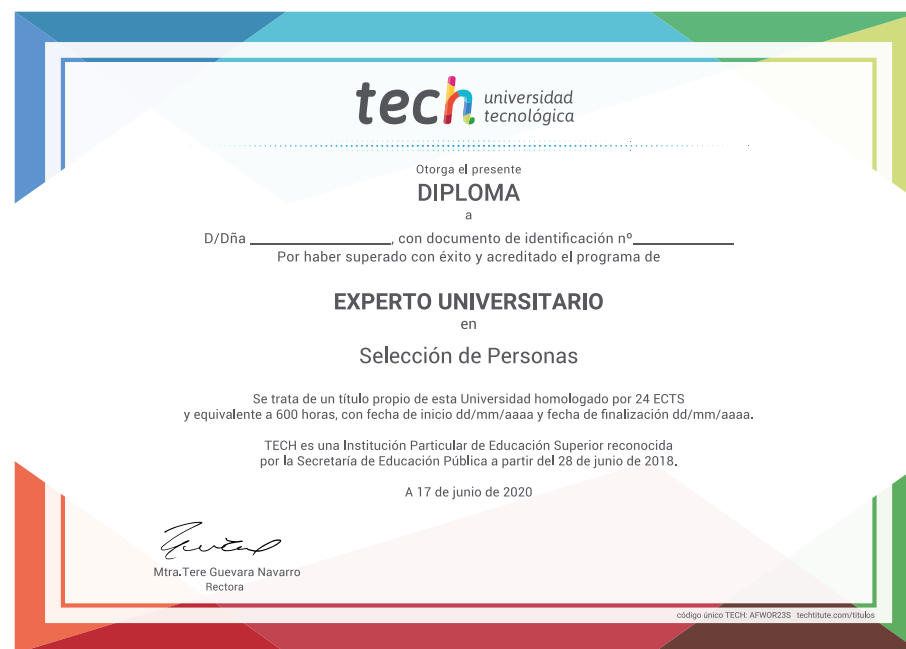 tech universidad
tecnológica
Otorga el presente
DIPLOMA
a
D/Dña ________________, con documento de identificación nº____________
Por haber superado con éxito y acreditado el programa de
EXPERTO UNIVERSITARIO
en
Selección de Personas
Se trata de un título propio de esta Universidad homologado por 24 ECTS
y equivalente a 600 horas, con fecha de inicio dd/mm/aaaa y fecha de finalización dd/mm/aaaa.
TECH es una Institución Particular de Educación Superior reconocida
por la Secretaría de Educación Pública a partir del 28 de junio de 2018.
A 17 de junio de 2020
Mtra.Tere Guevara Navarro
Rectora
código único TECH: AFWOR23S techtitute.com/titulos